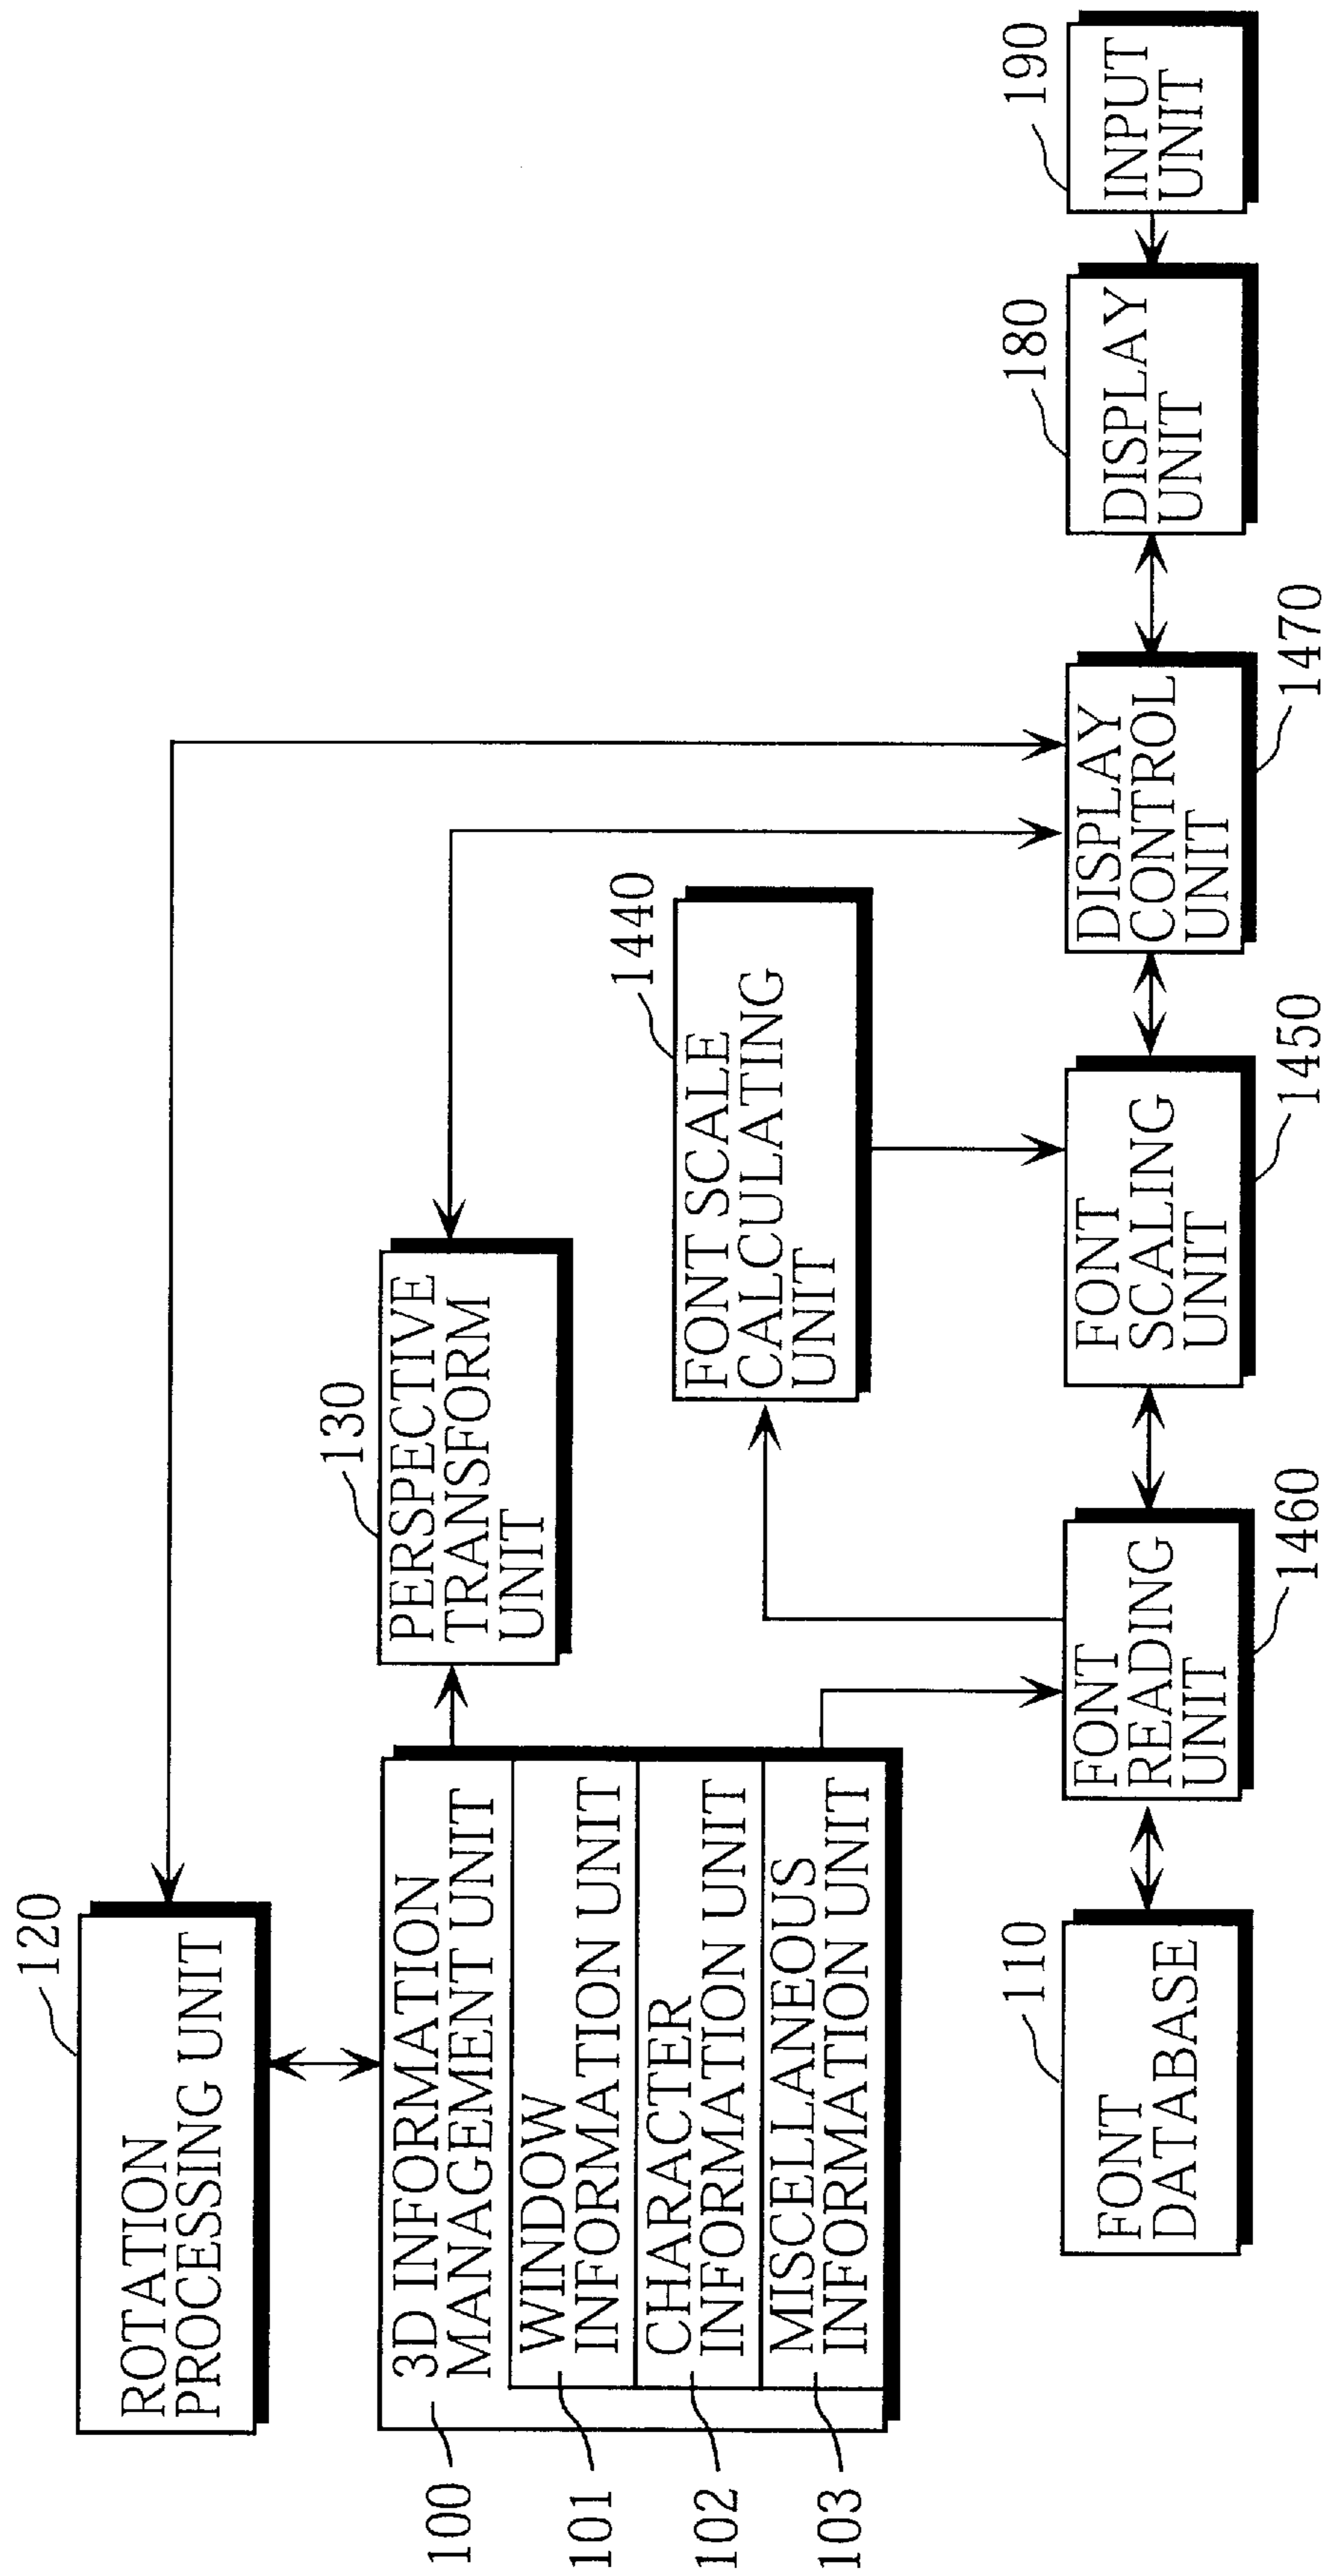 120
ROTATION
PROCESSING UNIT
100
3D INFORMATION
MANAGEMENT UNIT
101
WINDOW
INFORMATION UNIT
102
CHARACTER
INFORMATION UNIT
103
MISCELLANEOUS
INFORMATION UNIT
130
PERSPECTIVE
TRANSFORM
UNIT
1440
FONT SCALE
CALCULATING
UNIT
110
FONT
DATABASE
FONT
READING
UNIT
1460
FONT
SCALING
UNIT
1450
DISPLAY
CONTROL
UNIT
1470
180
DISPLAY
UNIT
190
INPUT
UNIT